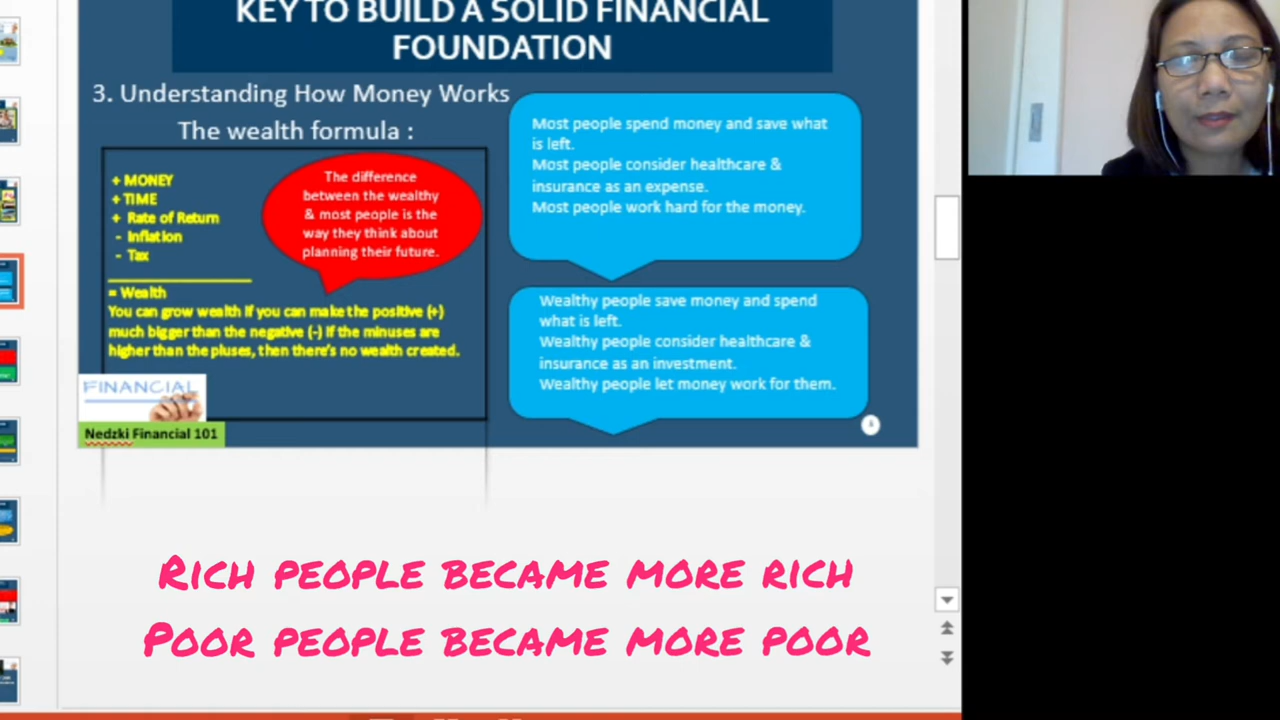 KEY TO BUILD A SOLID FINANCIAL
FOUNDATION
3. Understanding How Money Works
The wealth formula :
+ MONEY
+ TIME
+ Rate of Return
- Inflation
- Tax
= Wealth
You can grow wealth if you can make the positive (+)
much bigger than the negative (-) if the minuses are
higher than the pluses, then there's no wealth created.
The difference
between the wealthy
& most people is the
way they think about
planning their future.
Most people spend money and save what
is left.
Most people consider healthcare &
insurance as an expense.
Most people work hard for the money.
Wealthy people save money and spend
what is left.
Wealthy people consider healthcare &
insurance as an investment.
Wealthy people let money work for them.
FINANCIAL
Nedzki Financial 101
Rich people became more rich
Poor people became more poor